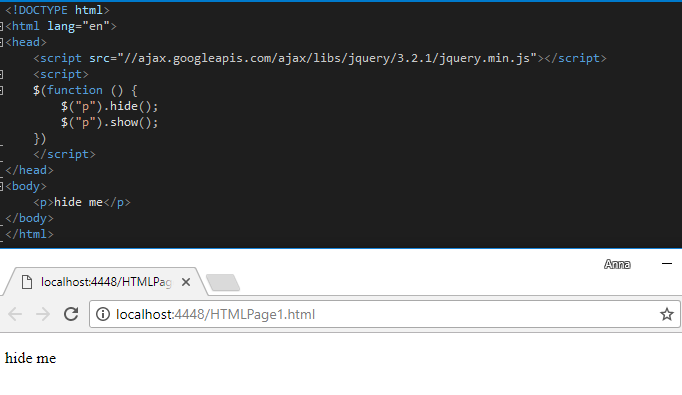 <!DOCTYPE html>
<html lang="en">
<head>
    <script src="//ajax.googleapis.com/ajax/libs/jquery/3.2.1/jquery.min.js"></script>
    <script>
    $(function () {
        $("p").hide();
        $("p").show();
    })
    </script>
</head>
<body>
    <p>hide me</p>
</body>
</html>
Anna
localhost:4448/HTMLPag
localhost:4448/HTMLPage1.html
hide me